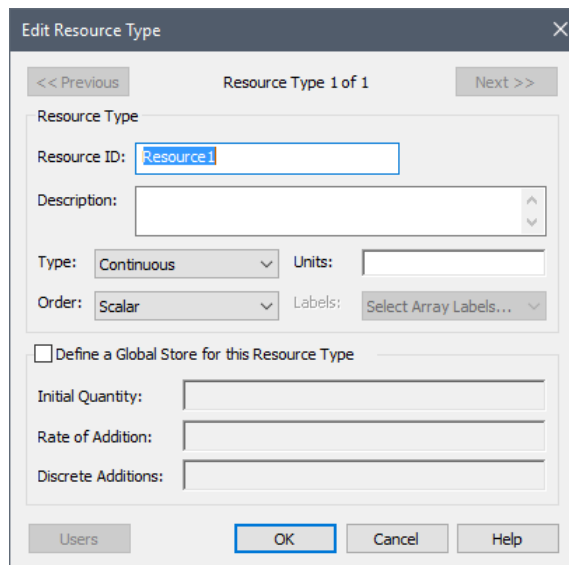 Edit Resource Type
<< Previous Resource Type 1 of 1 Next >>
Resource Type
Resource ID: Resource1
Description:
Type: Continuous Units:
Order: Scalar Labels: Select Array Labels...
Define a Global Store for this Resource Type
Initial Quantity:
Rate of Addition:
Discrete Additions:
Users OK Cancel Help